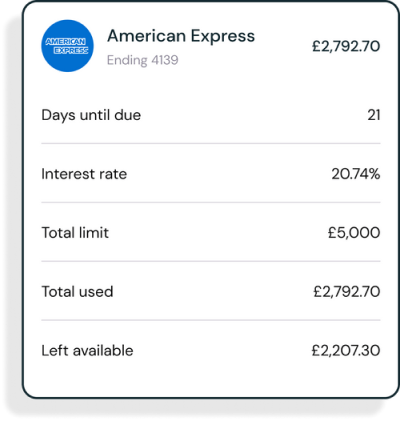 AMERICAN
EXPRESS
American Express
£2,792.70
Ending 4139
Days until due 21
Interest rate 20.74%
Total limit £5,000
Total used £2,792.70
Left available £2,207.30